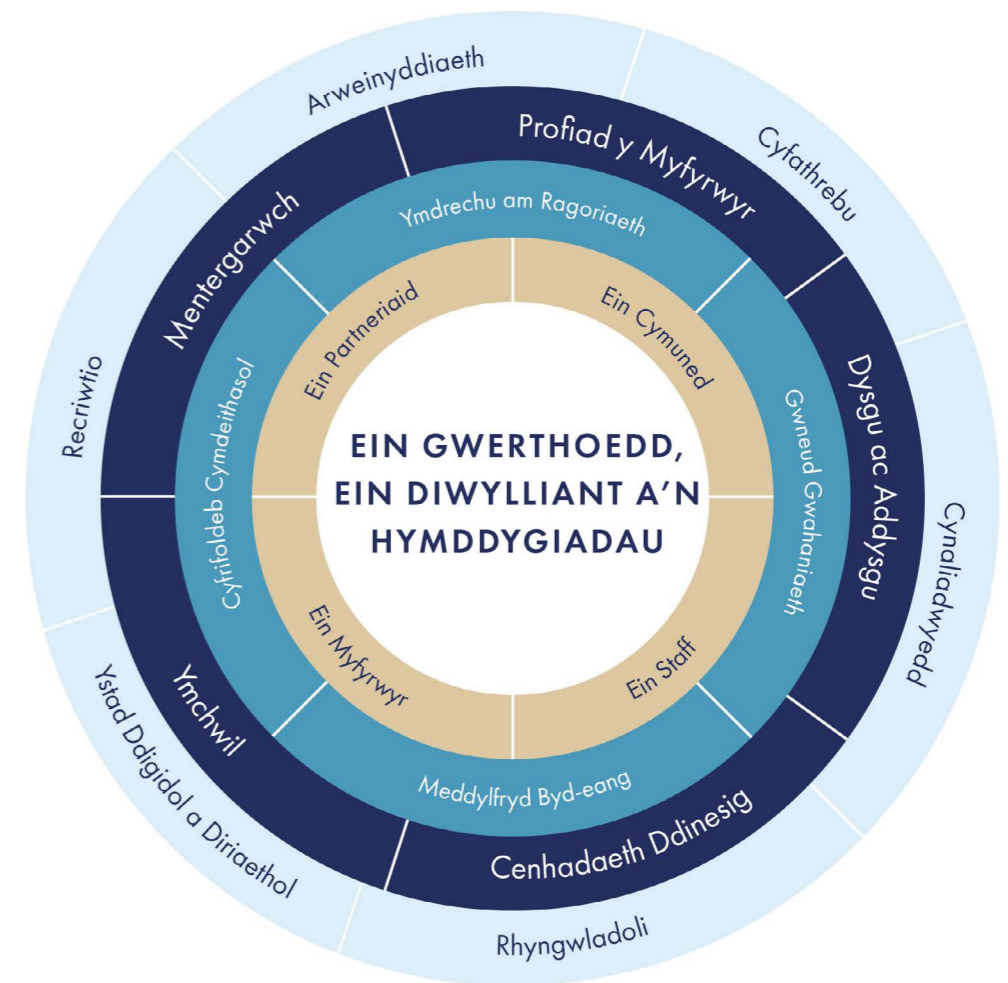 EIN GWERTHOEDD,
EIN DIWYLLIANT A'N
HYMDDYGIADAU
Ein Partneriaid
Ein Cymuned
Ein Staff
Ein Myfyrwyr
Ymdrechu am Ragoriaeth
Gwneud Gwahaniaeth
Meddylfryd Byd-eang
Cyfrifoldeb Cymdeithasol
Profiad y Myfyrwyr
Dysgu ac Addysgu
Cenhadaeth Ddinesig
Ymchwil
Mentergarwch
Arweinyddiaeth
Cyfathrebu
Cynaliadwyedd
Rhyngwladoli
Ystad Ddigidol a Diriaethol
Recriwtio